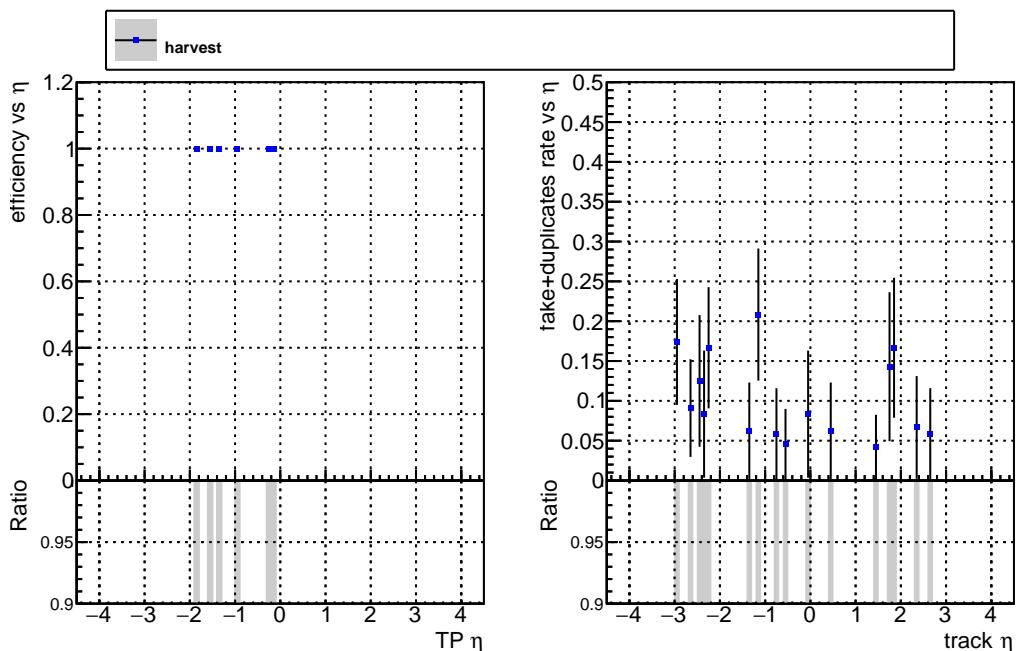 harvest
efficiency vs η
1.2
1
0.8
0.6
0.4
0.2
0
Ratio
0.95
0.9
−4 −3 −2 −1 0 1 2 3 4
TP η
fake+duplicates rate vs η
0.5
0.45
0.4
0.35
0.3
0.25
0.2
0.15
0.1
0.05
0
Ratio
0.95
0.9
−4 −3 −2 −1 0 1 2 3 4
track η